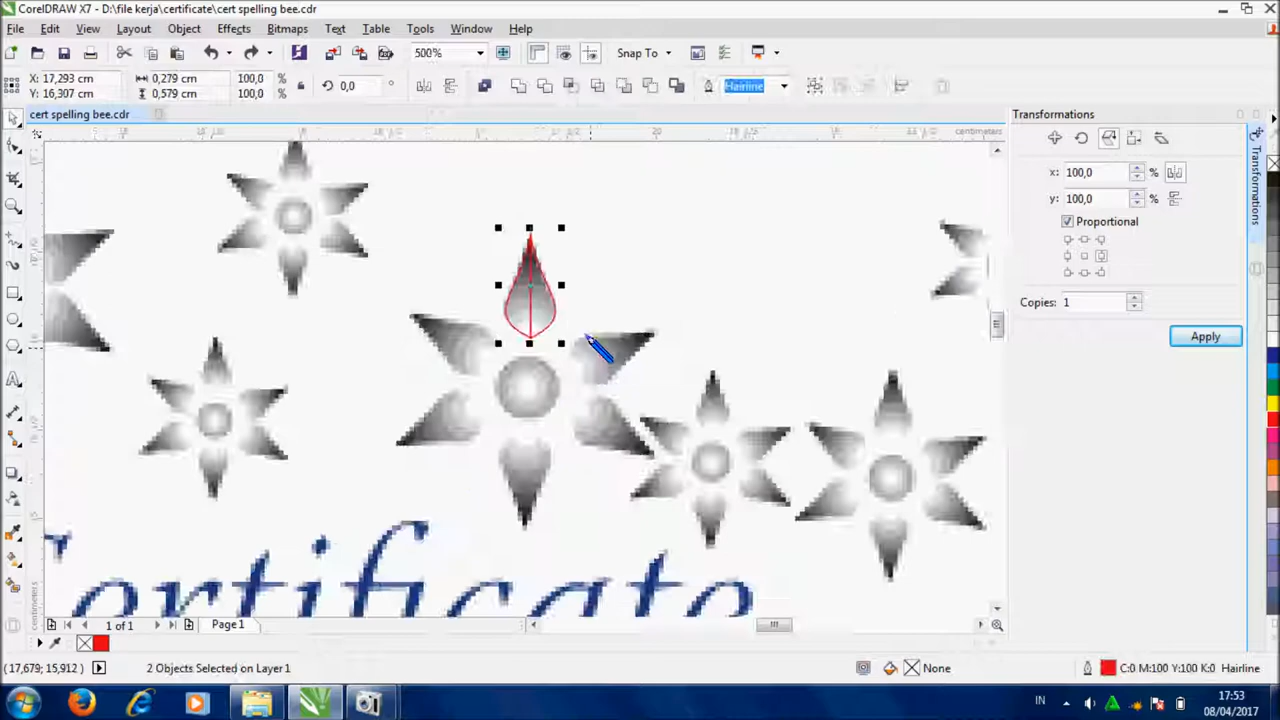 CorelDRAW X7 - D:\file kerja\certificate\cert spelling bee.cdr
File Edit View Layout Object Effects Bitmaps Text Table Tools Window Help
500% Snap To
X: 17,293 cm 0,279 cm 100,0 % 0,0 ° Hairline
Y: 16,307 cm 0,579 cm 100,0 %
cert spelling bee.cdr
Transformations
20 centimeters
x: 100,0 %
y: 100,0 %
Proportional
Copies: 1
Apply
Transformations
centimeters
1 of 1 Page 1
(17,679; 15,912) 2 Objects Selected on Layer 1 None C:0 M:100 Y:100 K:0 Hairline
IN 17:53
08/04/2017